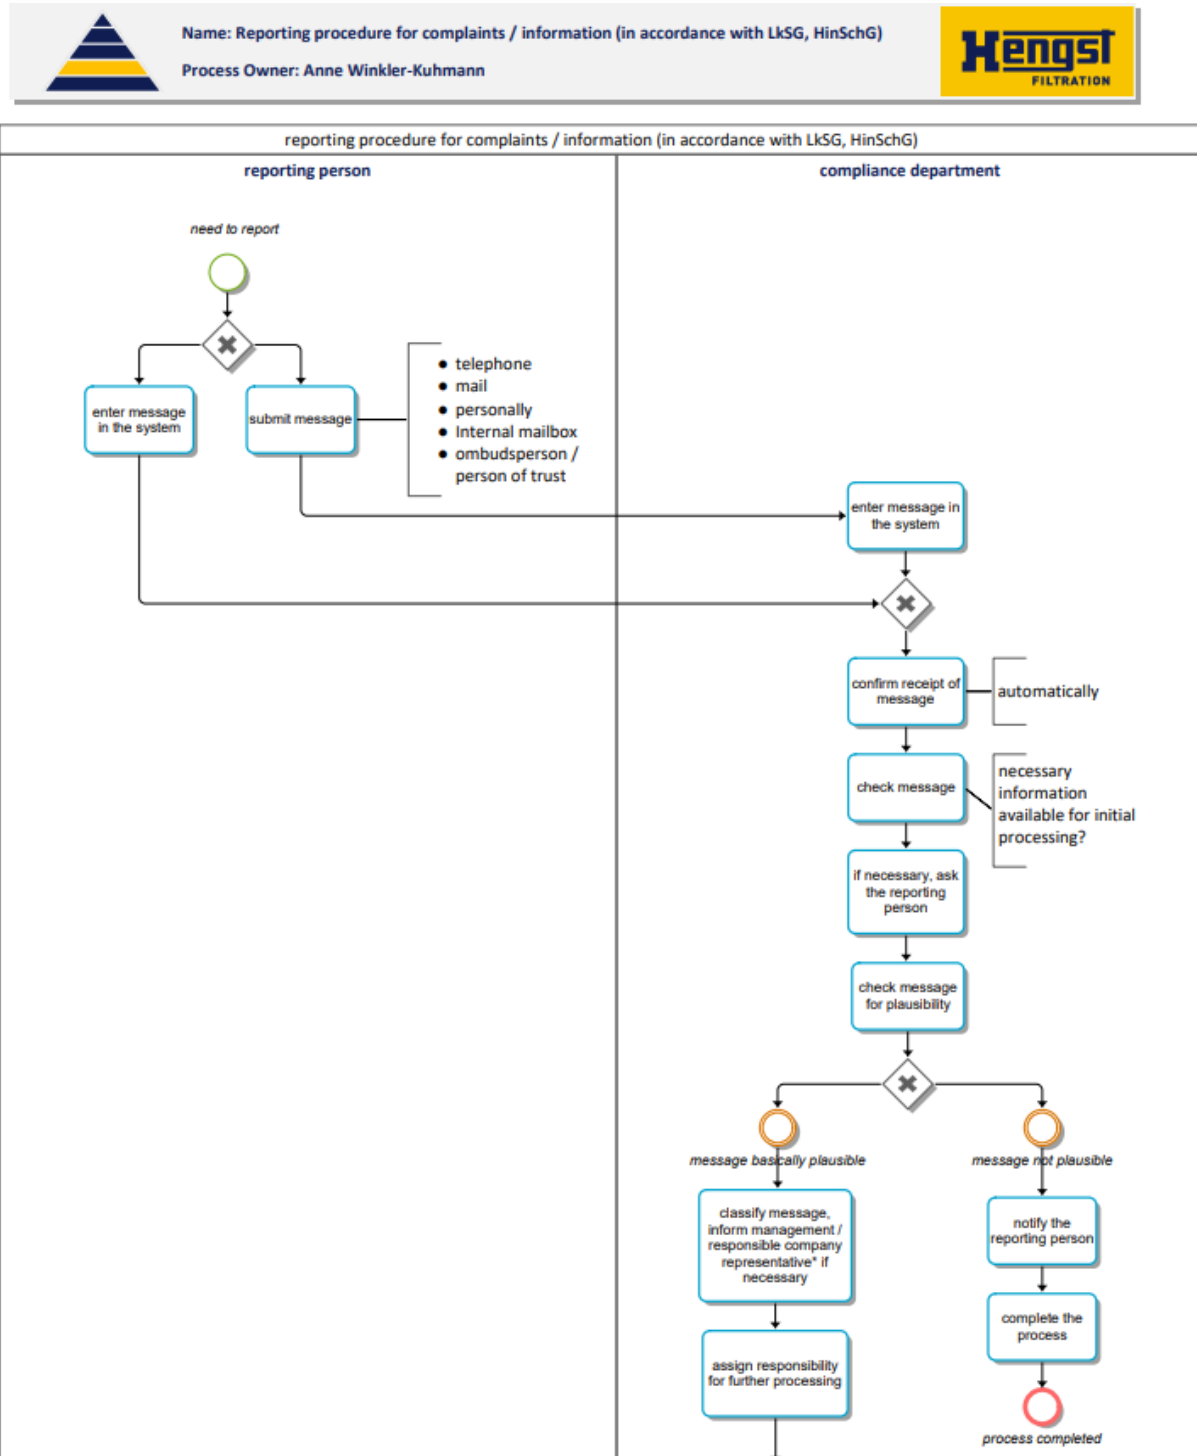 Name: Reporting procedure for complaints / information (in accordance with LkSG, HinSchG)
Process Owner: Anne Winkler-Kuhmann
Hengst
FILTRATION
reporting procedure for complaints / information (in accordance with LkSG, HinSchG)
reporting person
compliance department
need to report
enter message
in the system
submit message
● telephone
● mail
● personally
● Internal mailbox
● ombudsperson /
person of trust
enter message in
the system
confirm receipt of
message
automatically
check message
necessary
information
available for initial
processing?
if necessary, ask
the reporting
person
check message
for plausibility
message basically plausible
message not plausible
classify message,
inform management /
responsible company
representative* if
necessary
notify the
reporting person
complete the
process
assign responsibility
for further processing
process completed